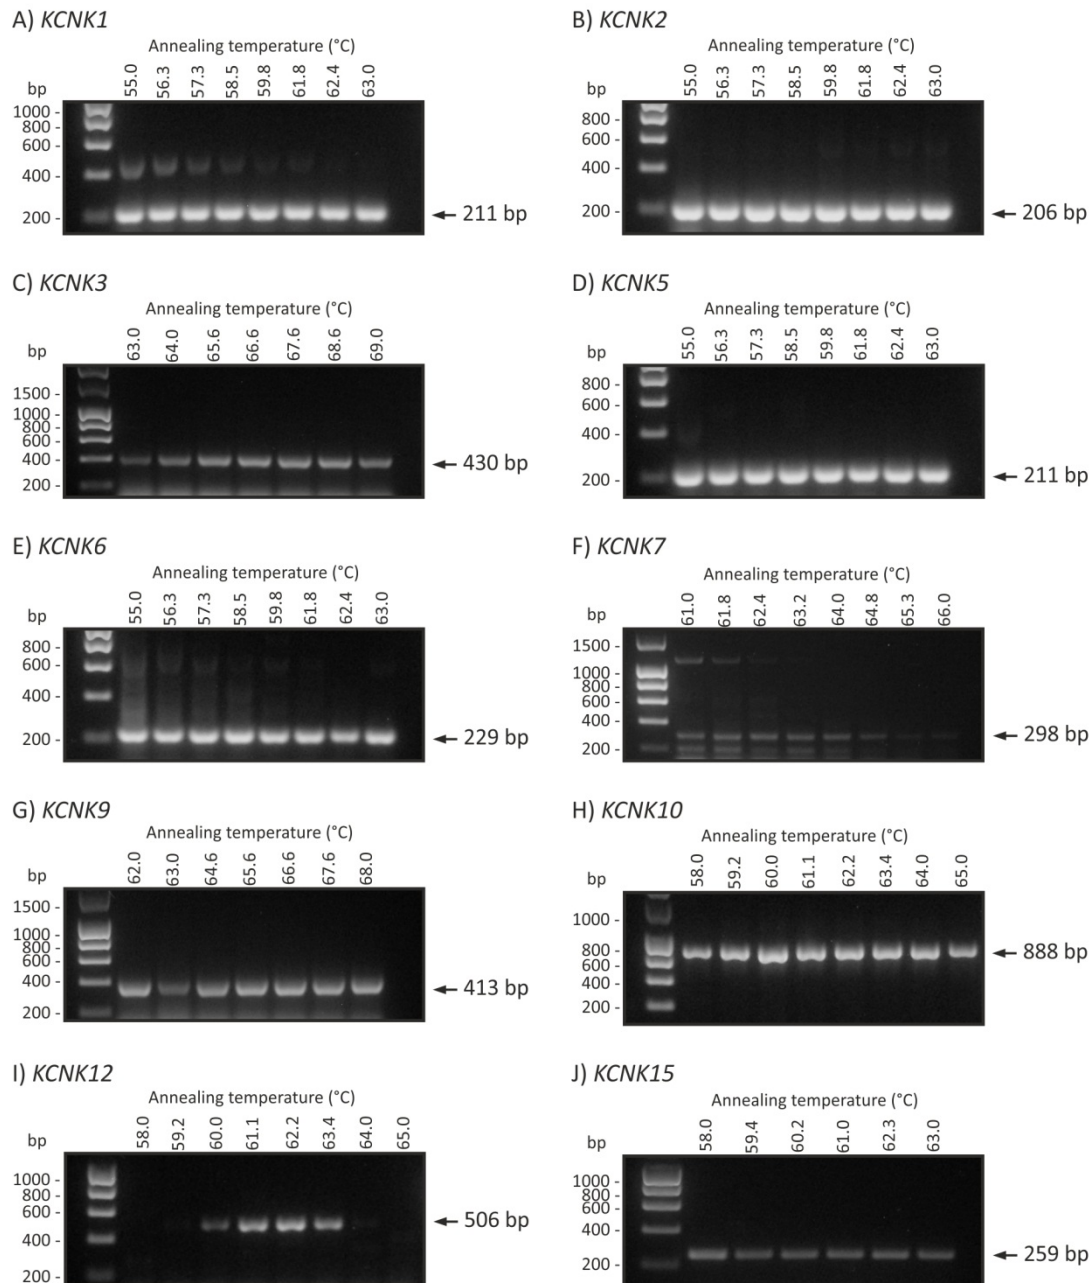 A) KCNK1
Annealing temperature (°C)
bp
55.0 56.3 57.3 58.5 59.8 61.8 62.4 63.0
1000 -
800 -
600 -
400 -
200 -
← 211 bp
B) KCNK2
Annealing temperature (°C)
bp
55.0 56.3 57.3 58.5 59.8 61.8 62.4 63.0
800 -
600 -
400 -
200 -
← 206 bp
C) KCNK3
Annealing temperature (°C)
bp
63.0 64.0 65.6 66.6 67.6 68.6 69.0
1500 -
1000 -
800 -
600 -
400 -
200 -
← 430 bp
D) KCNK5
Annealing temperature (°C)
bp
55.0 56.3 57.3 58.5 59.8 61.8 62.4 63.0
800 -
600 -
400 -
200 -
← 211 bp
E) KCNK6
Annealing temperature (°C)
bp
55.0 56.3 57.3 58.5 59.8 61.8 62.4 63.0
800 -
600 -
400 -
200 -
← 229 bp
F) KCNK7
Annealing temperature (°C)
bp
61.0 61.8 62.4 63.2 64.0 64.8 65.3 66.0
1500 -
1000 -
800 -
600 -
400 -
200 -
← 298 bp
G) KCNK9
Annealing temperature (°C)
bp
62.0 63.0 64.6 65.6 66.6 67.6 68.0
1500 -
1000 -
800 -
600 -
400 -
200 -
← 413 bp
H) KCNK10
Annealing temperature (°C)
bp
58.0 59.2 60.0 61.1 62.2 63.4 64.0 65.0
1000 -
800 -
600 -
400 -
200 -
← 888 bp
I) KCNK12
Annealing temperature (°C)
bp
58.0 59.2 60.0 61.1 62.2 63.4 64.0 65.0
1000 -
800 -
600 -
400 -
200 -
← 506 bp
J) KCNK15
Annealing temperature (°C)
bp
58.0 59.4 60.2 61.0 62.3 63.0
1000 -
800 -
600 -
400 -
200 -
← 259 bp